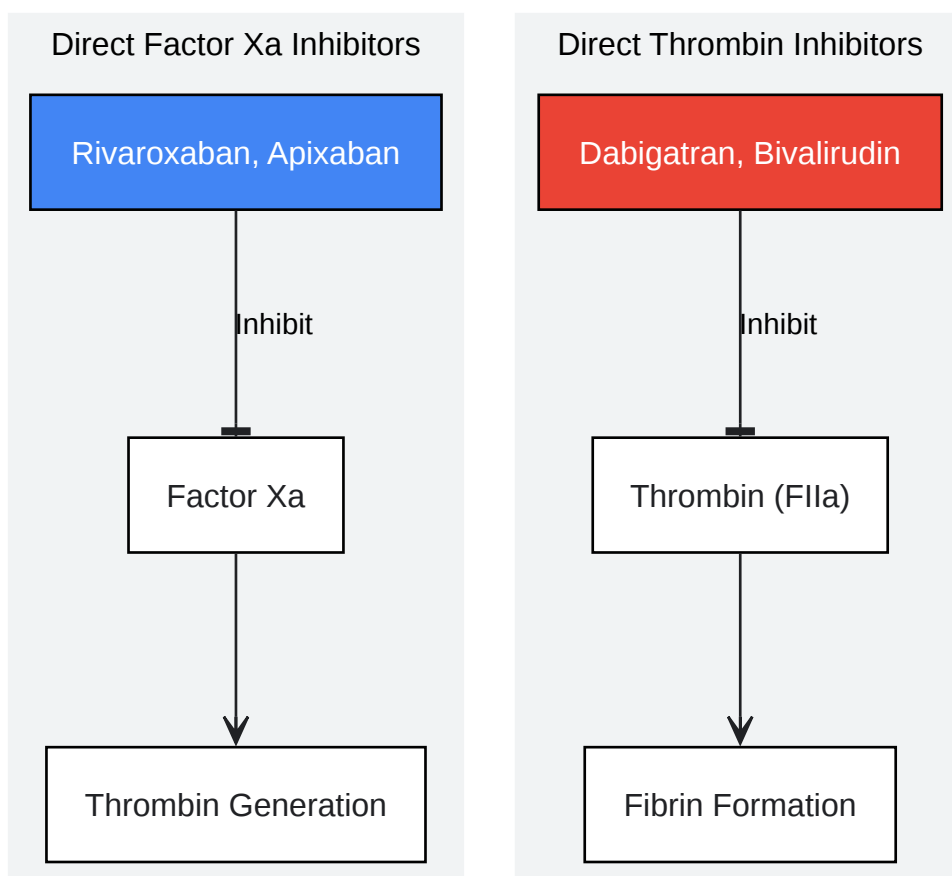 Direct Factor Xa Inhibitors
Rivaroxaban, Apixaban
Inhibit
Factor Xa
Thrombin Generation
Direct Thrombin Inhibitors
Dabigatran, Bivalirudin
Inhibit
Thrombin (FIIa)
Fibrin Formation